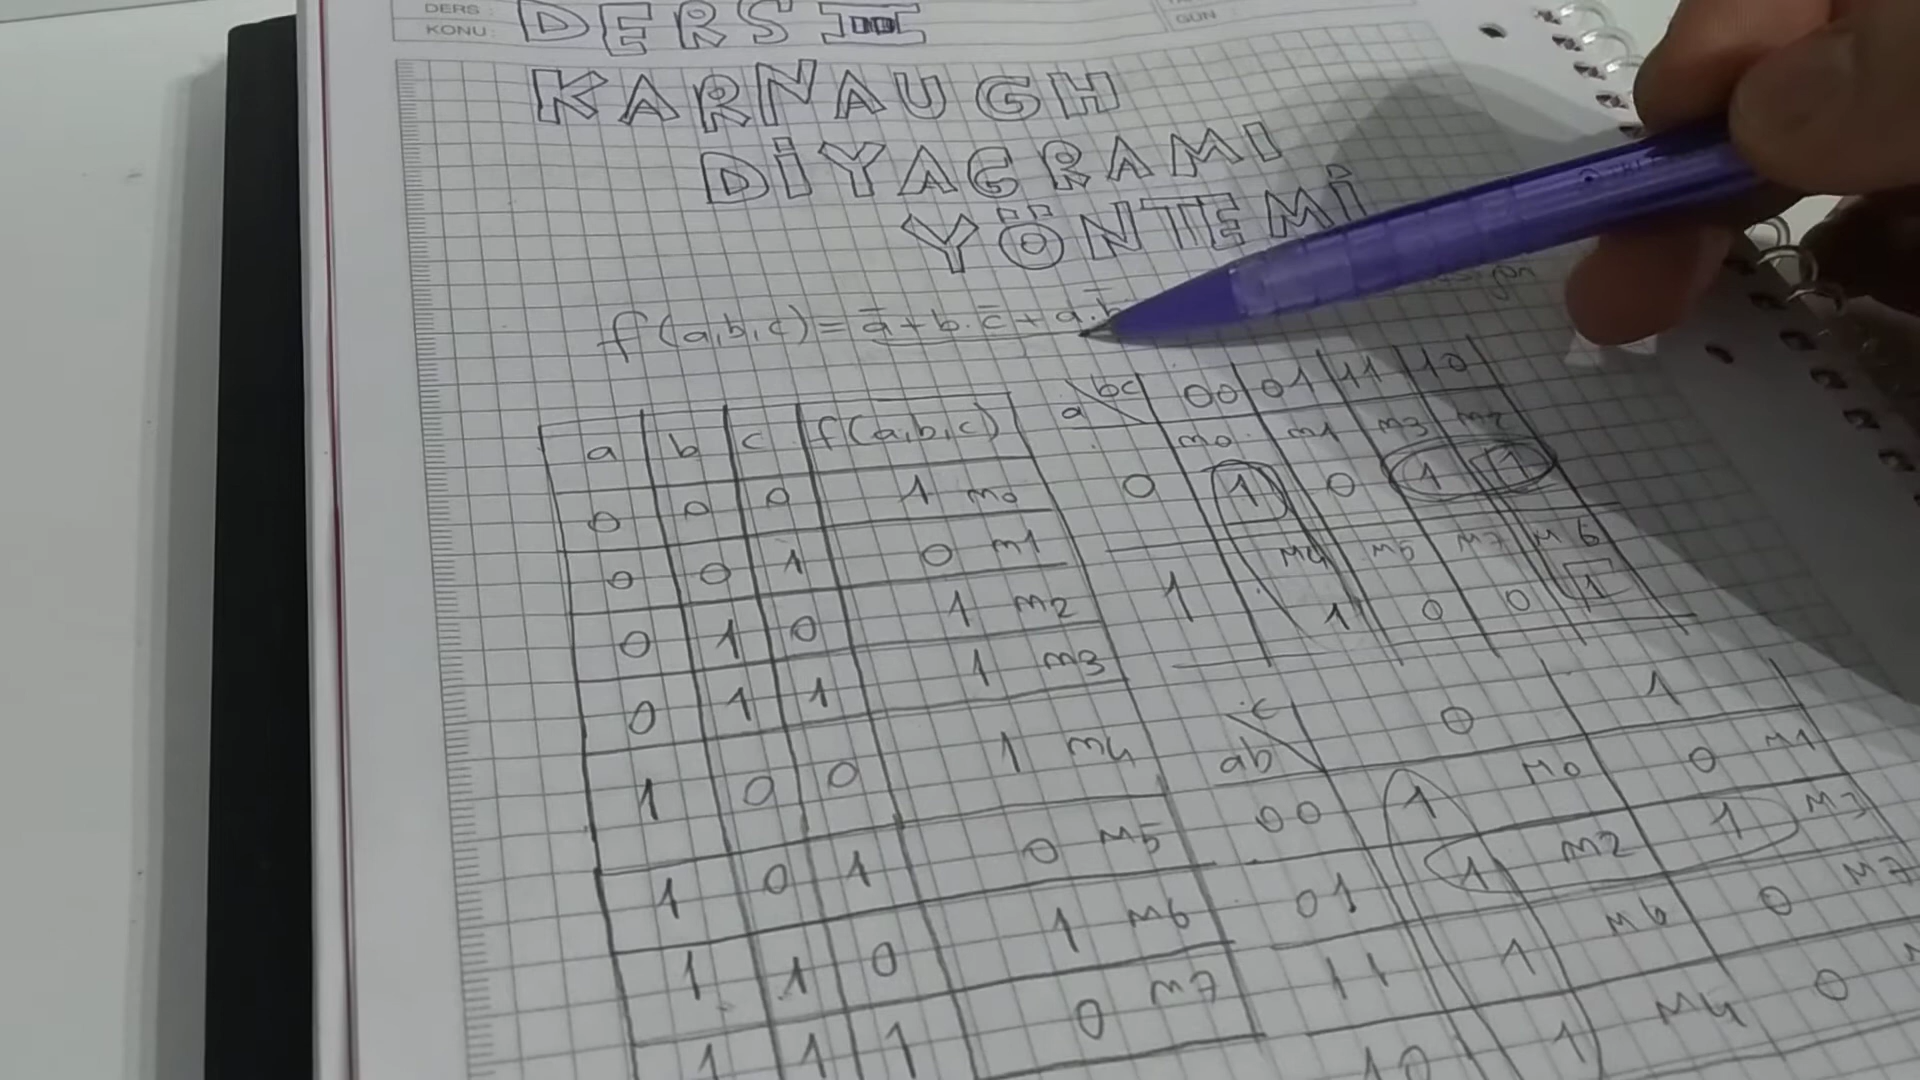 DERS :
KONU:
GÜN :
DERS II
KARNAUGH
DİYAGRAMI
YÖNTEMİ
f(a,b,c) = a̅ + b.c̅ + a.b̅
a b c f(a,b,c)
0 0 0 1 m0
0 0 1 0 m1
0 1 0 1 m2
0 1 1 1 m3
1 0 0 1 m4
1 0 1 0 m5
1 1 0 1 m6
1 1 1 0 m7
a bc 00 01 11 10
m0 m1 m3 m2
0 1 0 1 1
m4 m5 m7 m6
1 1 0 0 1
ab c 0 1
00 1 m0 0 m1
01 1 m2 1 m3
11 1 m6 0 m7
10 1 m4 0